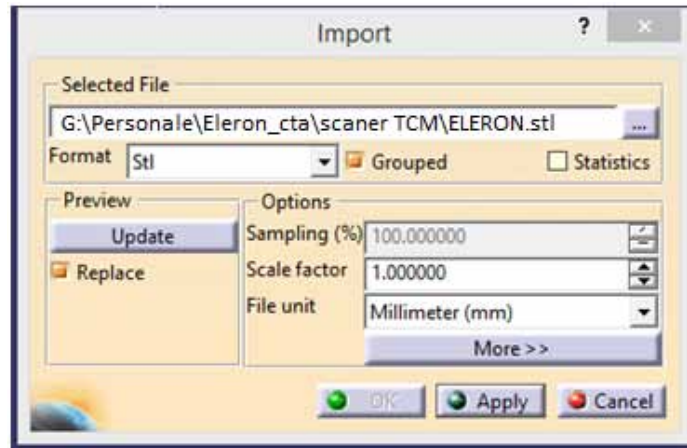 Import
?
x
Selected File
G:\Personale\Eleron_cta\scaner TCM\ELERON.stl
...
Format Stl Grouped Statistics
Preview
Options
Update
Sampling (%) 100.000000
Replace
Scale factor 1.000000
File unit Millimeter (mm)
More >>
OK Apply Cancel